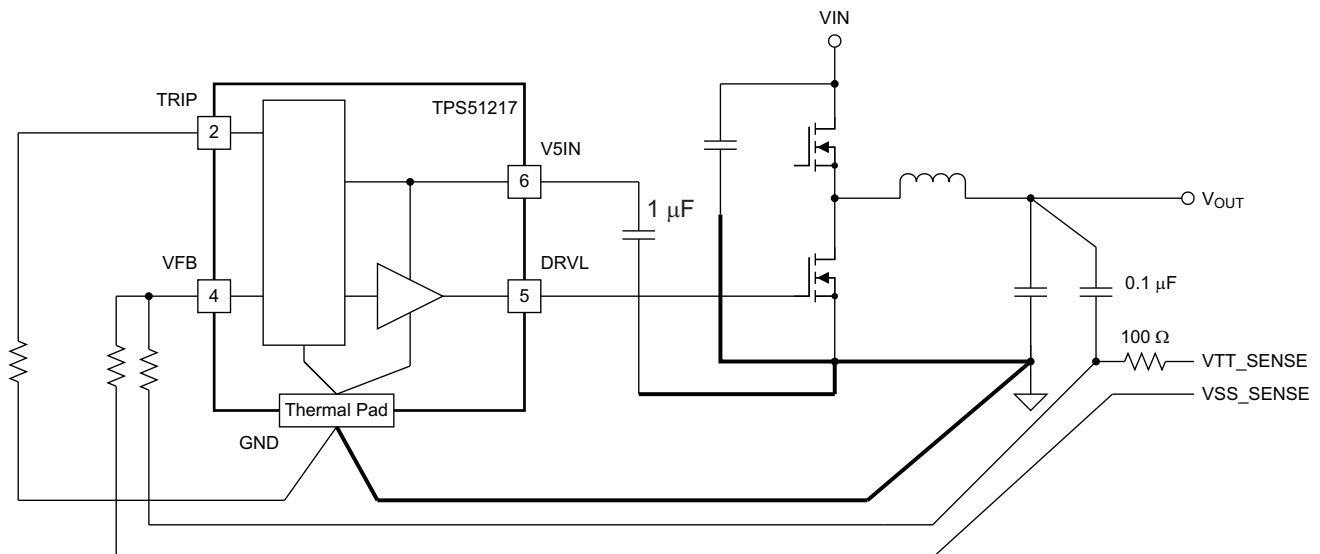 VIN
TRIP
TPS51217
2
V5IN
6
1 μF
VOUT
VFB
DRVL
4
5
0.1 μF
100 Ω
VTT_SENSE
VSS_SENSE
Thermal Pad
GND